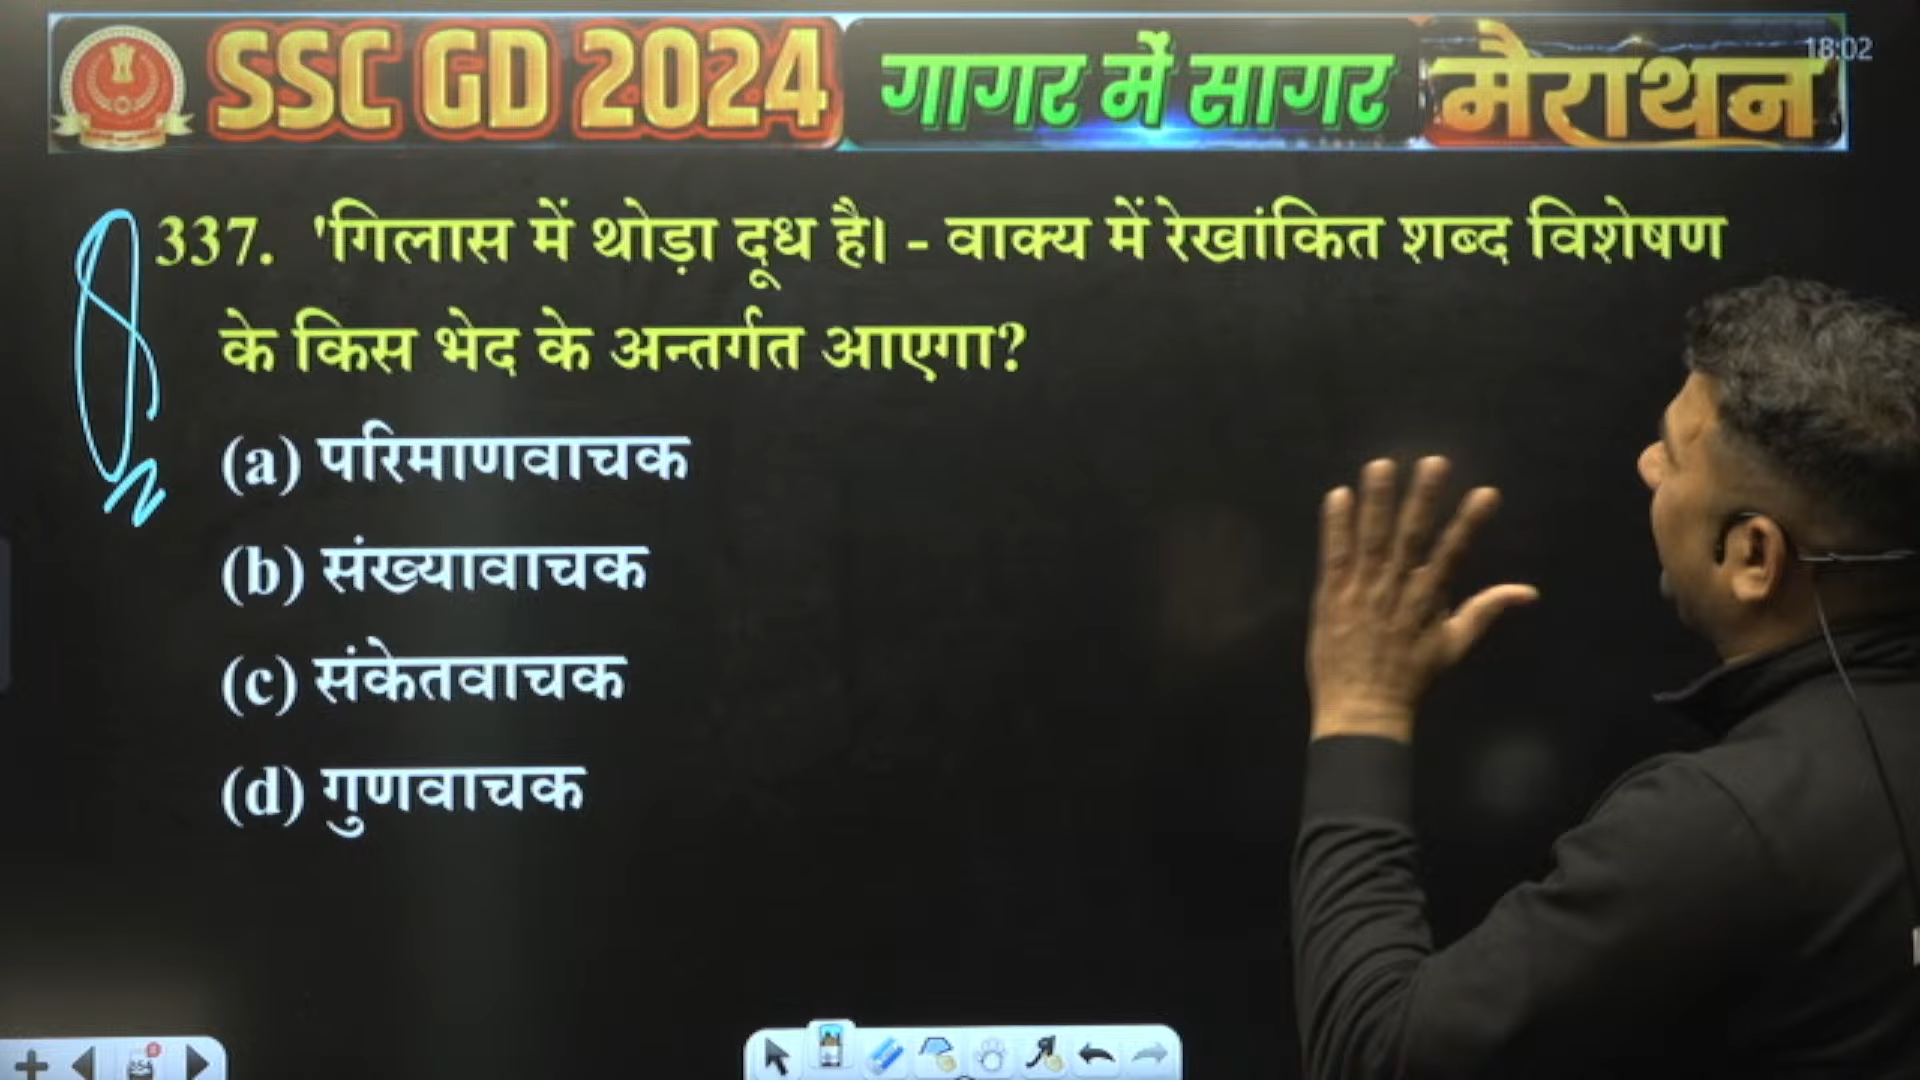 SSC GD 2024 गागर में सागर मैराथन
18:02
337. 'गिलास में थोड़ा दूध है। - वाक्य में रेखांकित शब्द विशेषण
के किस भेद के अन्तर्गत आएगा?
(a) परिमाणवाचक
(b) संख्यावाचक
(c) संकेतवाचक
(d) गुणवाचक